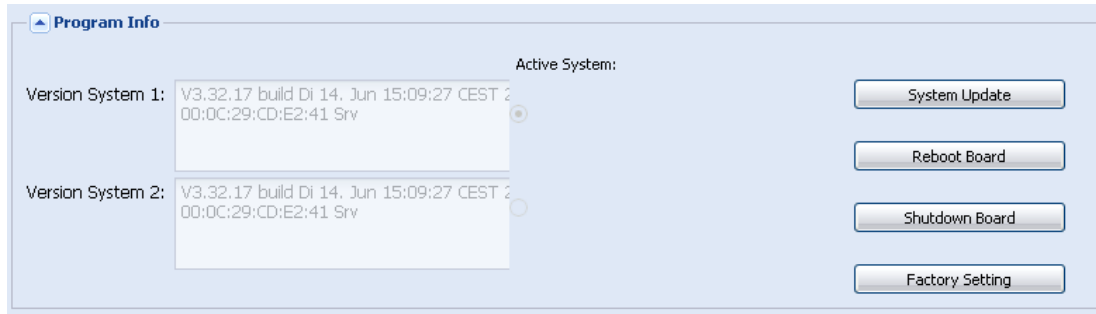 Program Info
Active System:
Version System 1:
V3.32.17 build Di 14. Jun 15:09:27 CEST 2
00:0C:29:CD:E2:41 Srv
System Update
Reboot Board
Version System 2:
V3.32.17 build Di 14. Jun 15:09:27 CEST 2
00:0C:29:CD:E2:41 Srv
Shutdown Board
Factory Setting